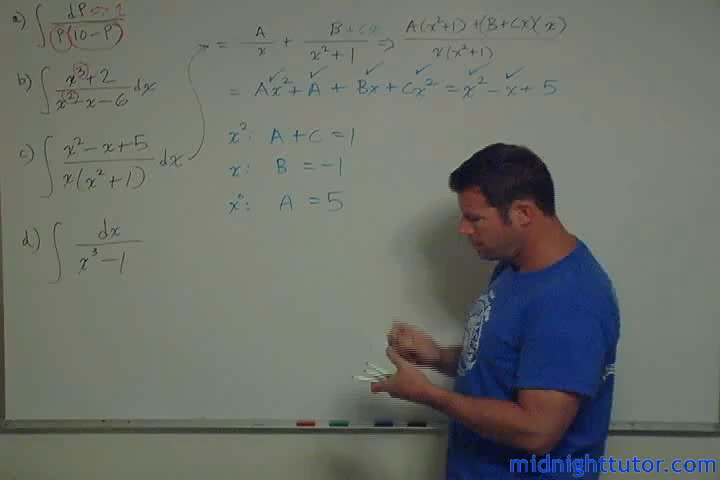 a) ∫ dP → 1 / P(10-P)
b) ∫ x³+2 / x²-x-6 dx
c) ∫ x²-x+5 / x(x²+1) dx
d) ∫ dx / x³-1
= A/x + B+Cx / x²+1 ⇒ A(x²+1)+(B+Cx)(x) / x(x²+1)
= Ax²+A + Bx+Cx² = x²-x+5
x²: A+C=1
x: B=-1
x⁰: A=5
midnighttutor.com